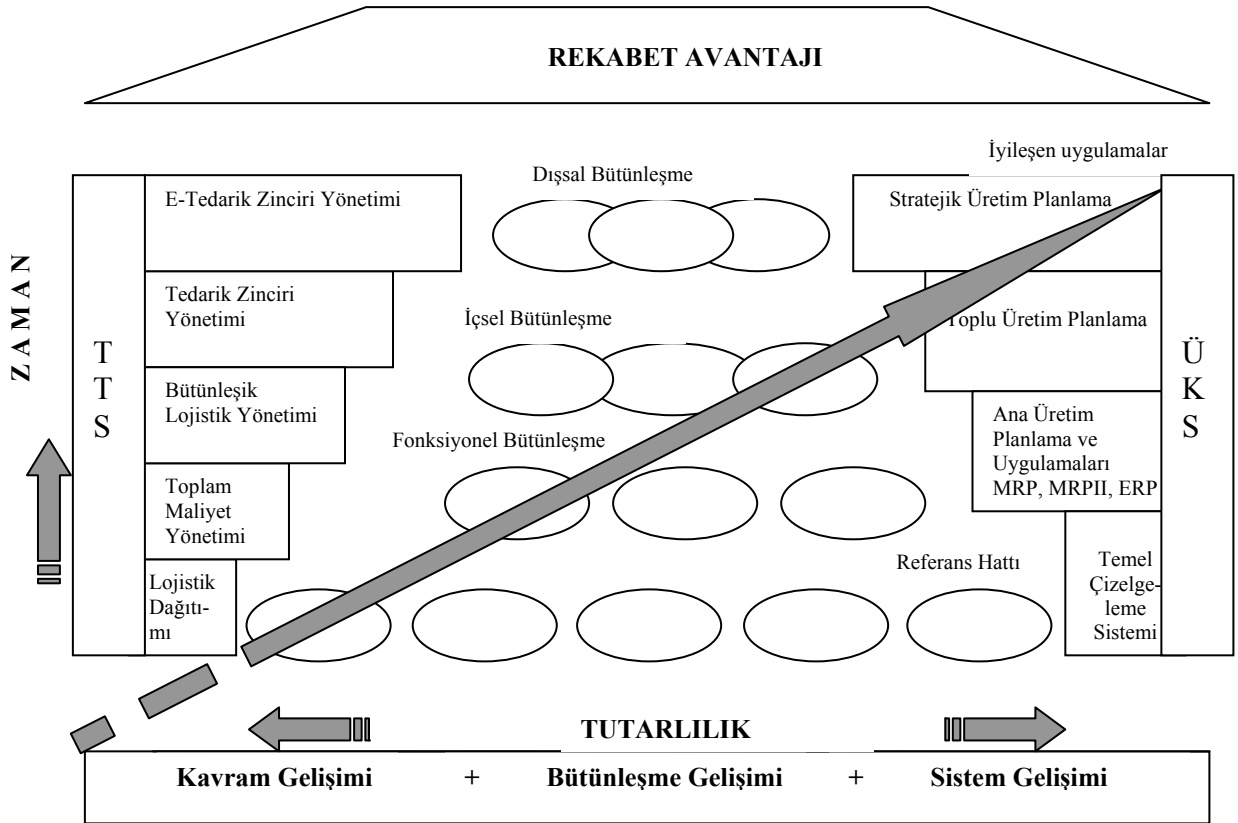 REKABET AVANTAJI
İyileşen uygulamalar
Dışsal Bütünleşme
E-Tedarik Zinciri Yönetimi
Stratejik Üretim Planlama
ZAMAN
TTS
ÜKS
Tedarik Zinciri
Yönetimi
İçsel Bütünleşme
Toplu Üretim Planlama
Bütünleşik
Lojistik Yönetimi
Fonksiyonel Bütünleşme
Ana Üretim
Planlama ve
Uygulamaları
MRP, MRPII, ERP
Toplam
Maliyet
Yönetimi
Referans Hattı
Lojistik
Dağıtı-
mı
Temel
Çizelge-
leme
Sistemi
TUTARLILIK
Kavram Gelişimi + Bütünleşme Gelişimi + Sistem Gelişimi